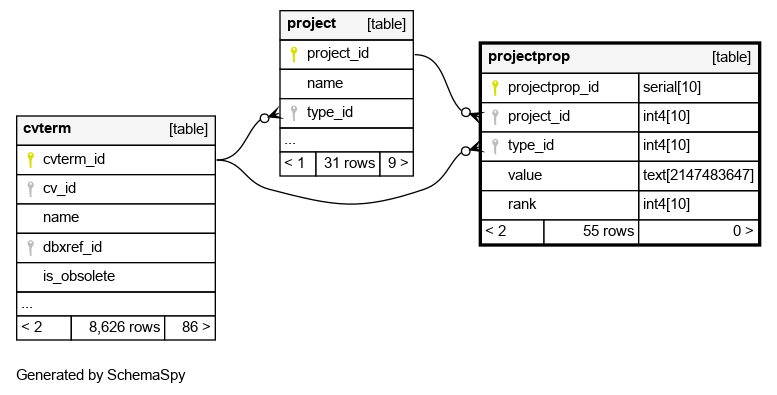 project [table]
project_id
name
type_id
...
< 1 31 rows 9 >
projectprop [table]
projectprop_id serial[10]
project_id int4[10]
type_id int4[10]
value text[2147483647]
rank int4[10]
< 2 55 rows 0 >
cvterm [table]
cvterm_id
cv_id
name
dbxref_id
is_obsolete
...
< 2 8,626 rows 86 >
Generated by SchemaSpy